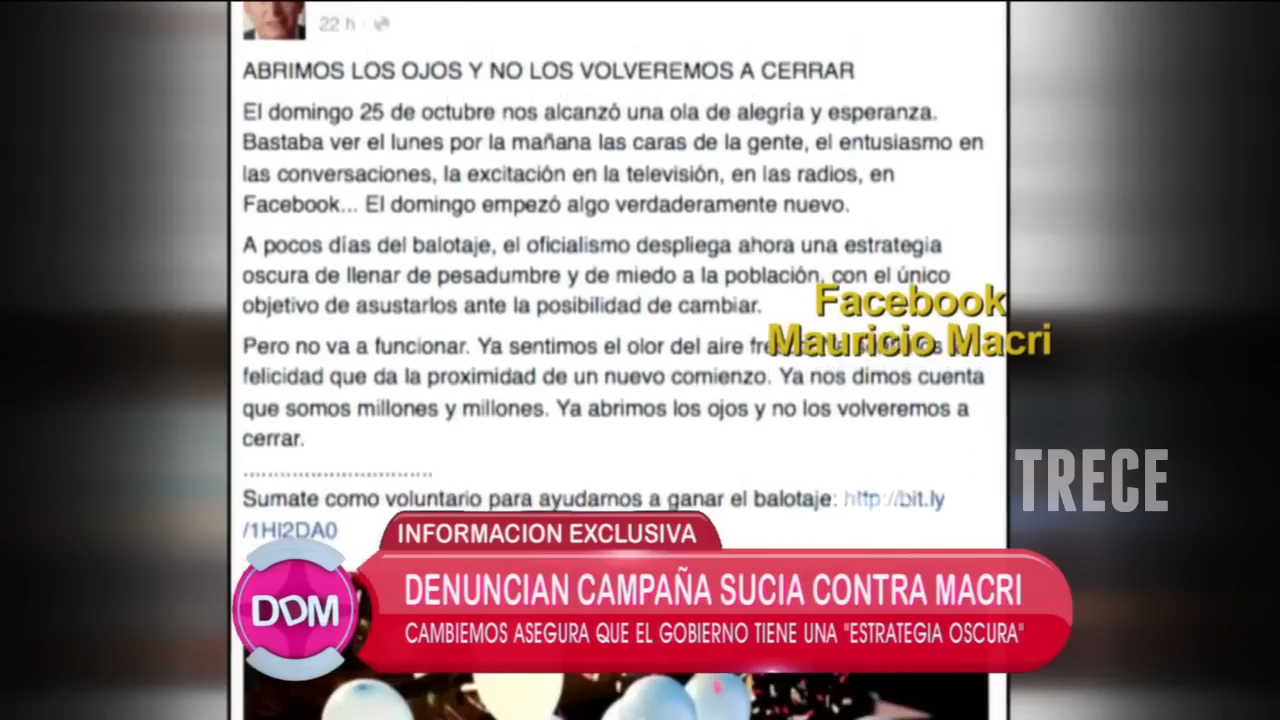 22 h
ABRIMOS LOS OJOS Y NO LOS VOLVEREMOS A CERRAR
El domingo 25 de octubre nos alcanzó una ola de alegría y esperanza.
Bastaba ver el lunes por la mañana las caras de la gente, el entusiasmo en
las conversaciones, la excitación en la televisión, en las radios, en
Facebook... El domingo empezó algo verdaderamente nuevo.
A pocos días del balotaje, el oficialismo despliega ahora una estrategia
oscura de llenar de pesadumbre y de miedo a la población, con el único
objetivo de asustarlos ante la posibilidad de cambiar.
Facebook
Mauricio Macri
Pero no va a funcionar. Ya sentimos el olor del aire
felicidad que da la proximidad de un nuevo comienzo. Ya nos dimos cuenta
que somos millones y millones. Ya abrimos los ojos y no los volveremos a
cerrar.
................................
Sumate como voluntario para ayudarnos a ganar el balotaje: http://bit.ly
/1Hl2DA0
TRECE
INFORMACION EXCLUSIVA
DDM
DENUNCIAN CAMPAÑA SUCIA CONTRA MACRI
CAMBIEMOS ASEGURA QUE EL GOBIERNO TIENE UNA "ESTRATEGIA OSCURA"